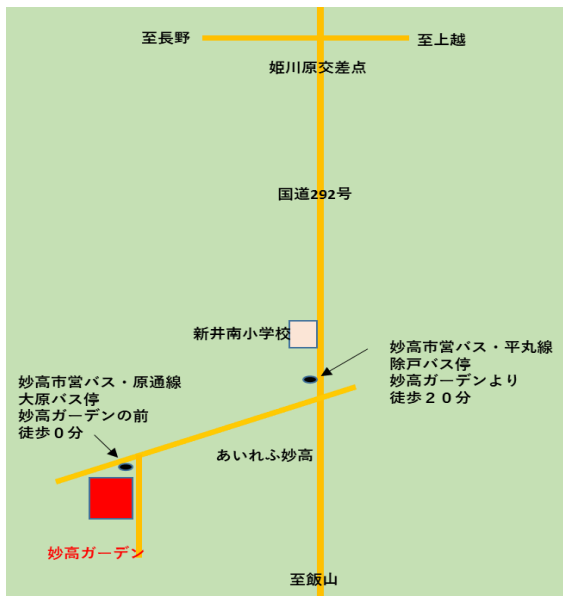 至長野
至上越
姫川原交差点
国道292号
新井南小学校
妙高市営バス・平丸線
除戸バス停
妙高ガーデンより
徒歩２０分
妙高市営バス・原通線
大原バス停
妙高ガーデンの前
徒歩０分
あいれふ妙高
妙高ガーデン
至飯山